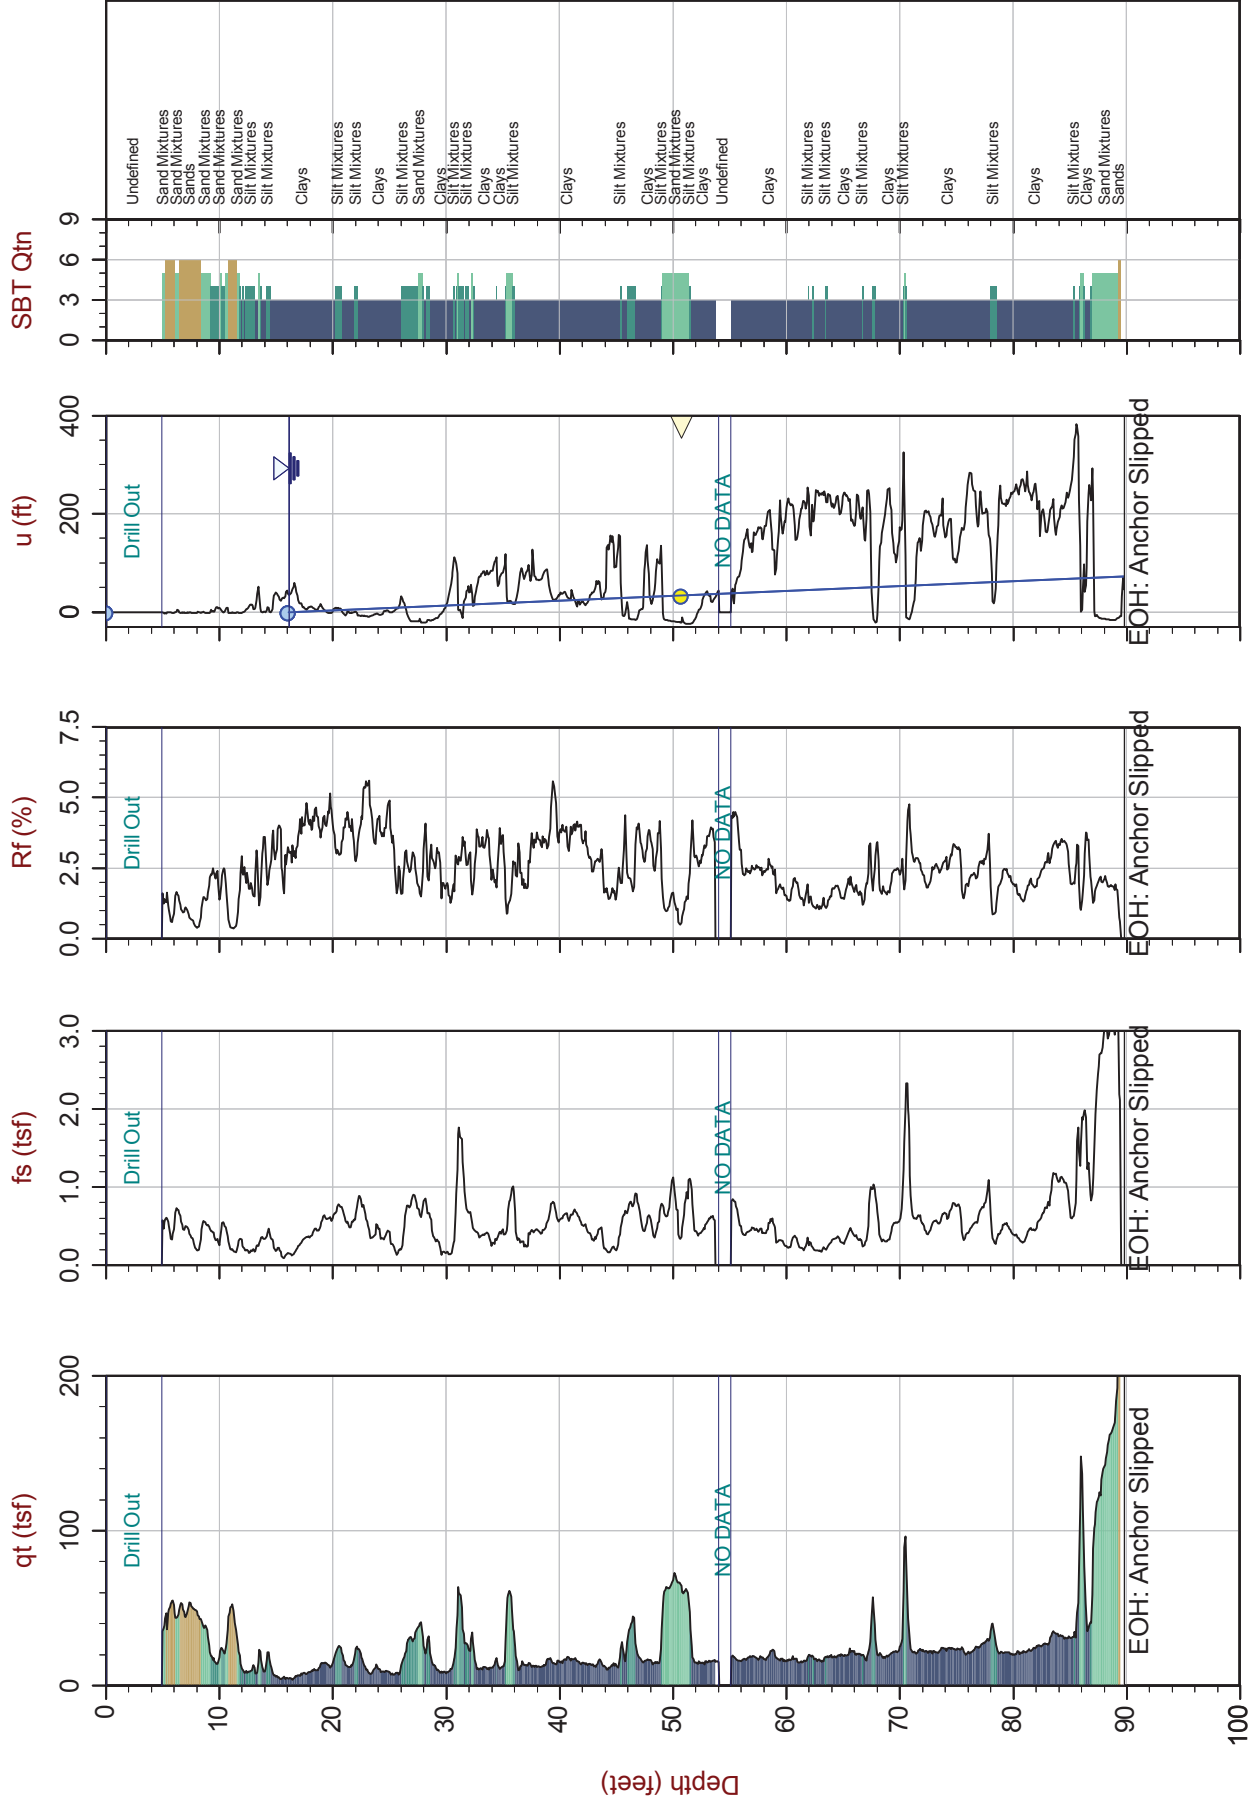 qt (tsf)
0
100
200
Drill Out
NO DATA
EOH: Anchor Slipped
fs (tsf)
0.0
1.0
2.0
3.0
Drill Out
NO DATA
EOH: Anchor Slipped
Rf (%)
0.0
2.5
5.0
7.5
Drill Out
NO DATA
EOH: Anchor Slipped
u (ft)
0
200
400
Drill Out
NO DATA
EOH: Anchor Slipped
SBT Qtn
0
3
6
9
Undefined
Sand Mixtures
Sand Mixtures
Sands
Sand Mixtures
Sand Mixtures
Sand Mixtures
Silt Mixtures
Silt Mixtures
Clays
Silt Mixtures
Silt Mixtures
Clays
Silt Mixtures
Sand Mixtures
Clays
Silt Mixtures
Silt Mixtures
Clays
Clays
Silt Mixtures
Clays
Silt Mixtures
Clays
Silt Mixtures
Sand Mixtures
Silt Mixtures
Clays
Undefined
Clays
Silt Mixtures
Silt Mixtures
Clays
Silt Mixtures
Clays
Silt Mixtures
Clays
Silt Mixtures
Clays
Silt Mixtures
Clays
Sand Mixtures
Sands
Depth (feet)
0
10
20
30
40
50
60
70
80
90
100